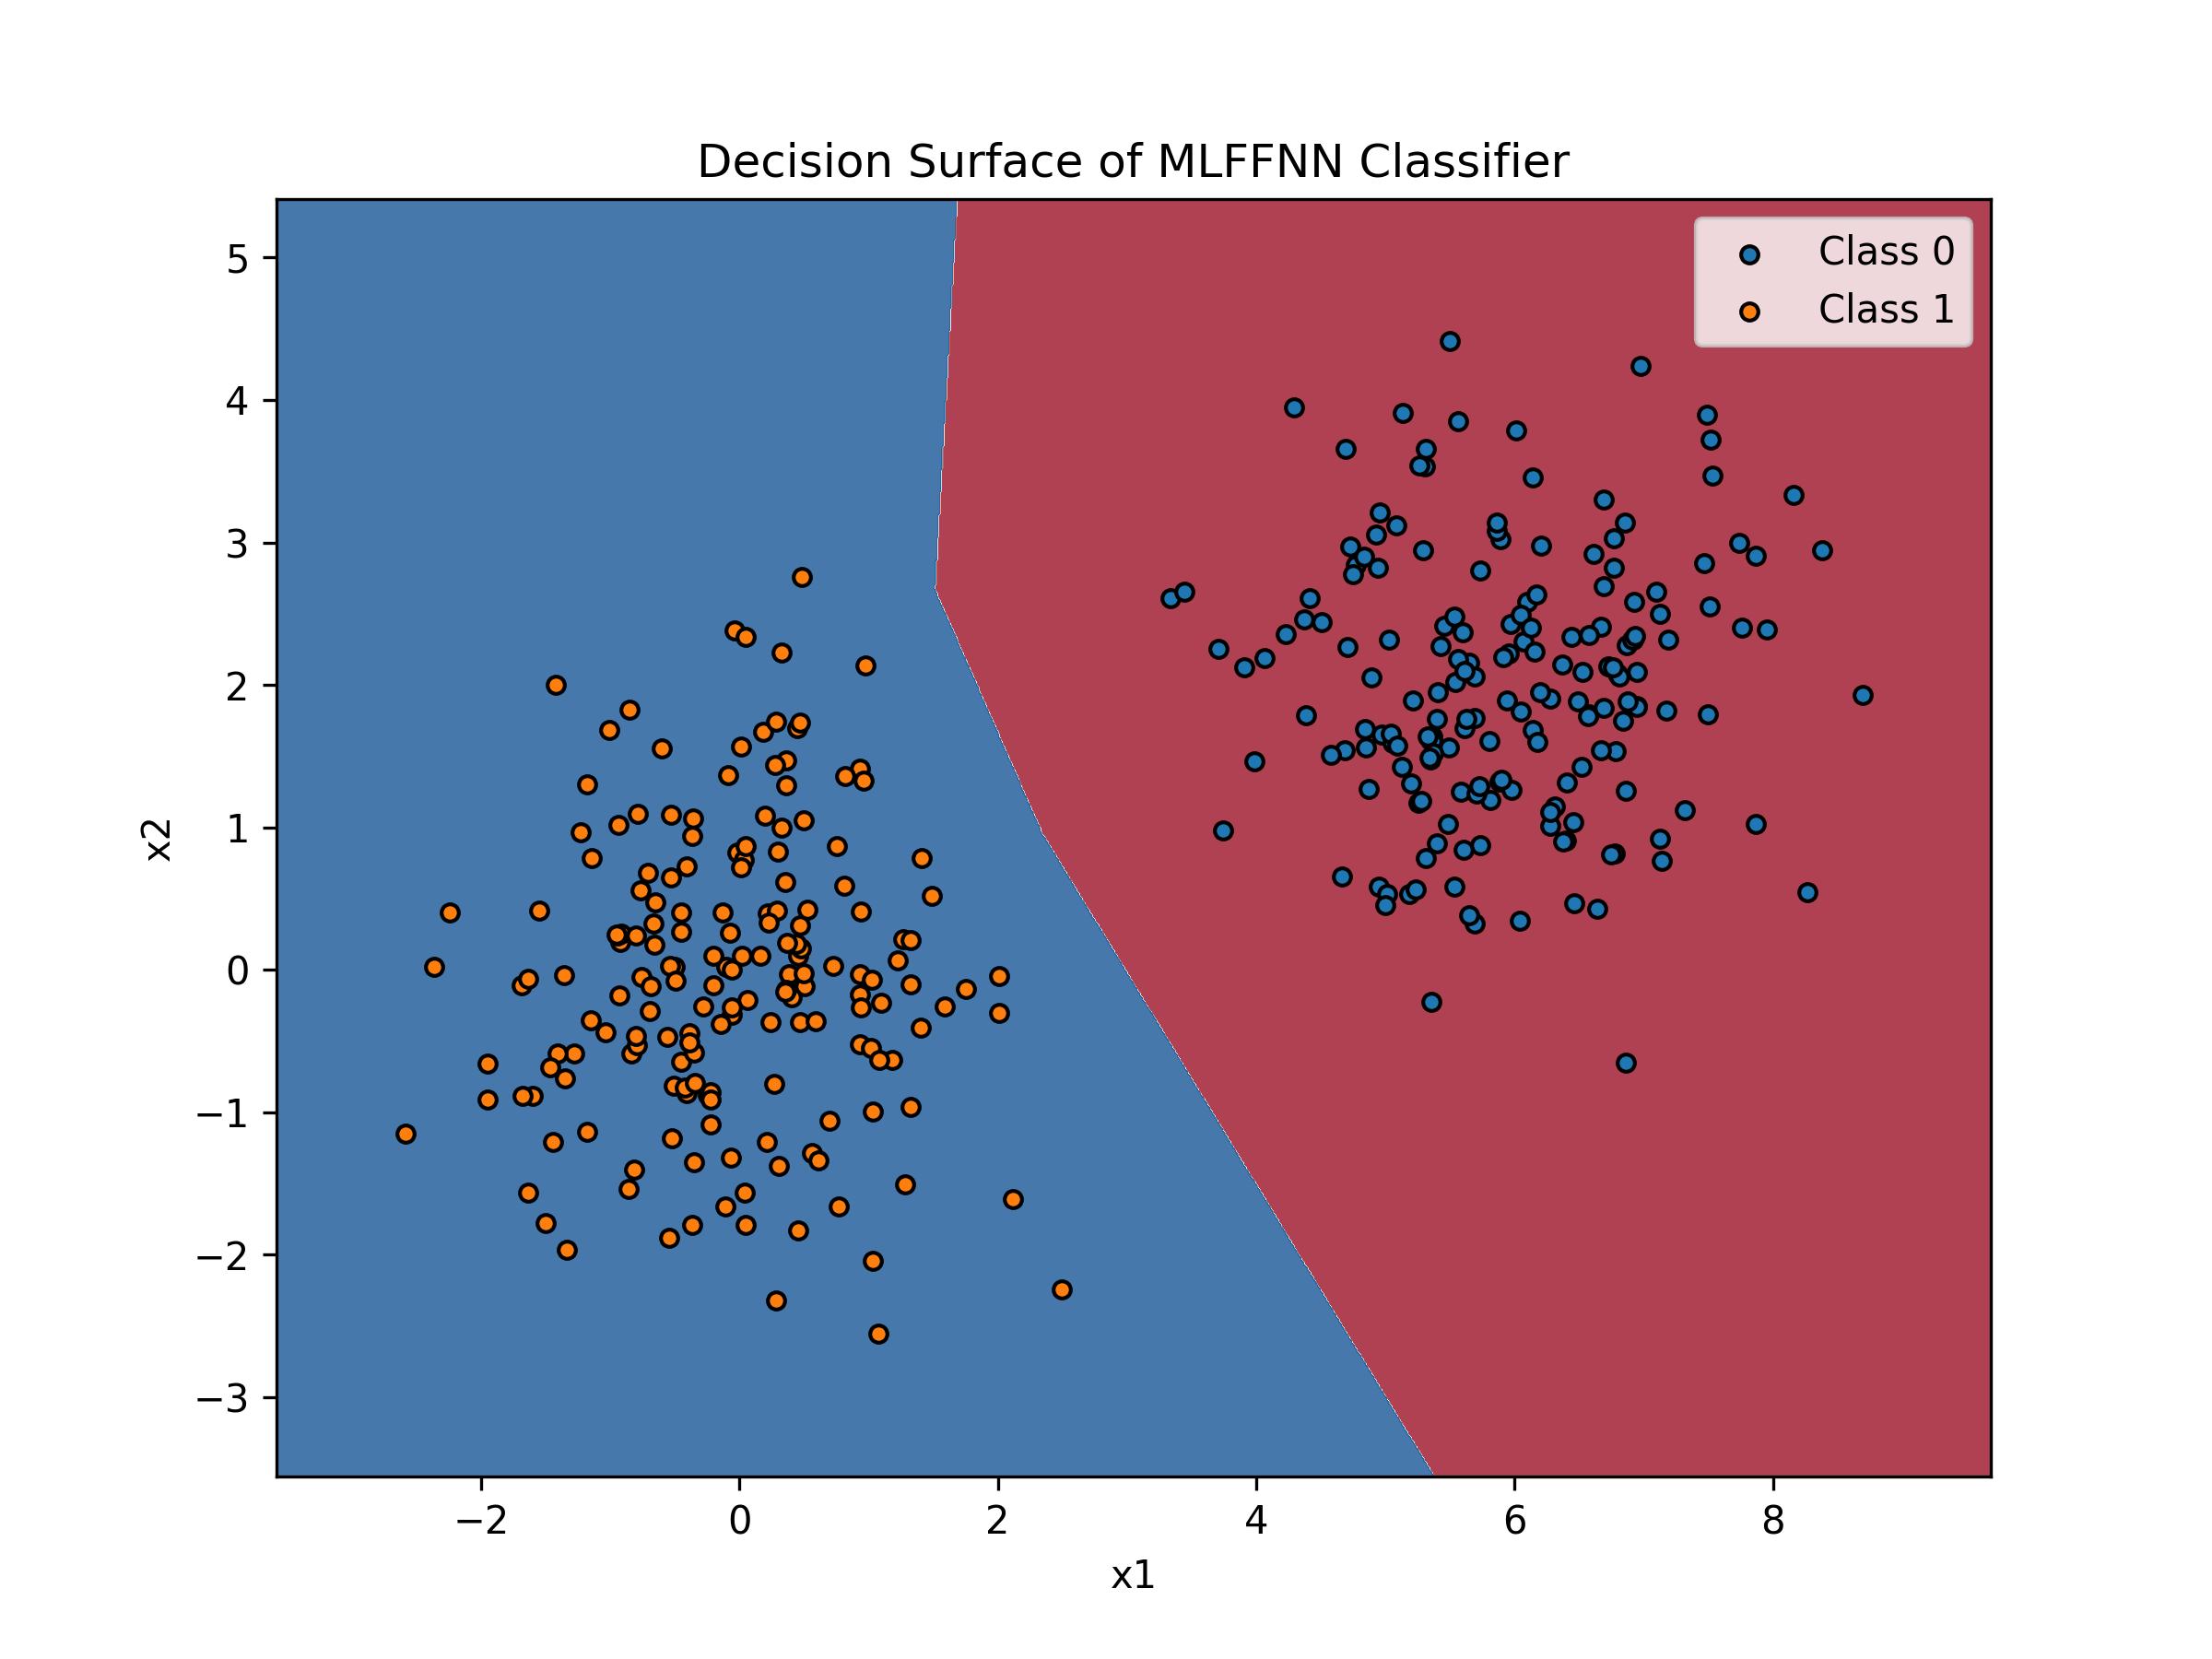 Decision Surface of MLFFNN Classifier
Class 0
Class 1
5
4
3
2
1
0
−1
−2
−3
x2
−2 0 2 4 6 8
x1